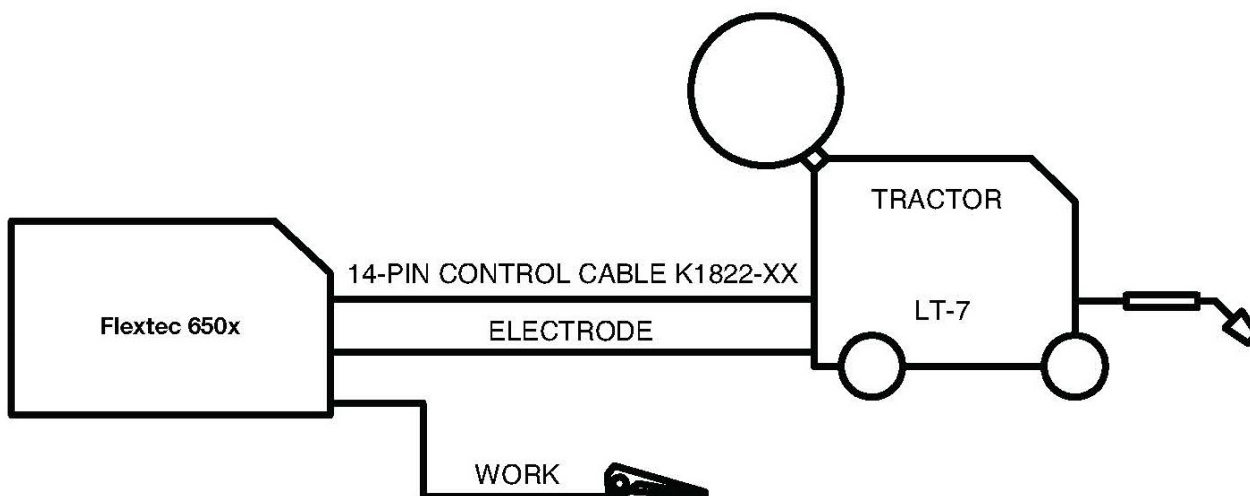 TRACTOR
14-PIN CONTROL CABLE K1822-XX
LT-7
Flextec 650x
ELECTRODE
WORK